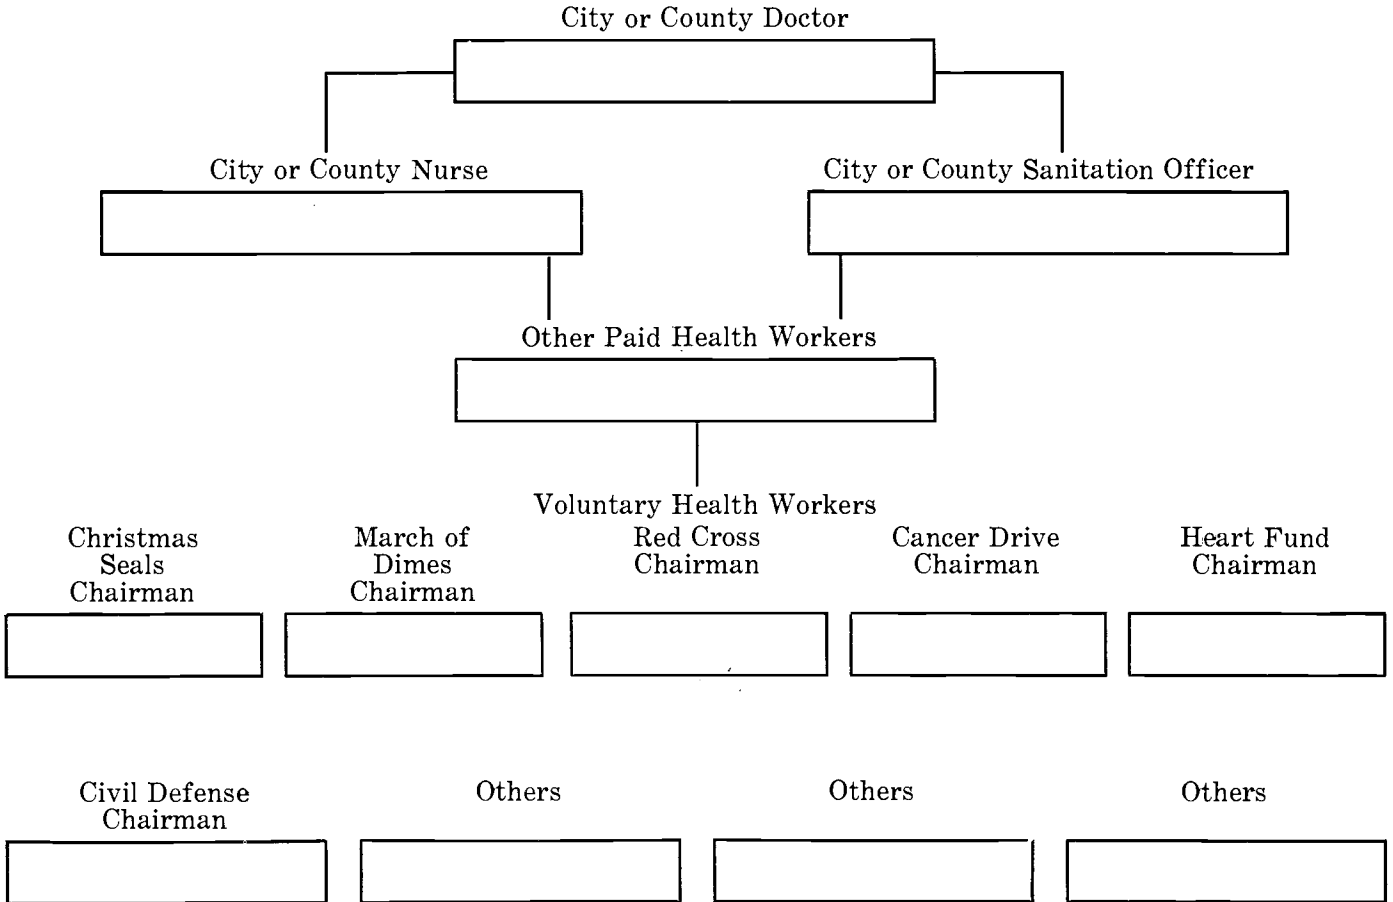 City or County Doctor
City or County Nurse
City or County Sanitation Officer
Other Paid Health Workers
Voluntary Health Workers
Christmas
Seals
Chairman
March of
Dimes
Chairman
Red Cross
Chairman
Cancer Drive
Chairman
Heart Fund
Chairman
Civil Defense
Chairman
Others
Others
Others